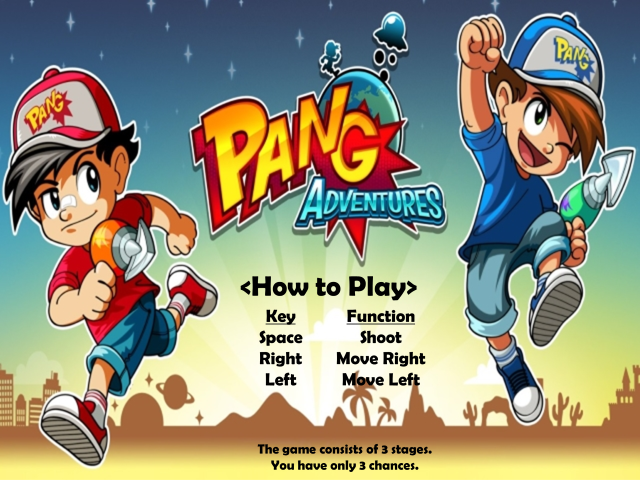 PANG
PANG
PANG
ADVENTURES
<How to Play>
Key Function
Space Shoot
Right Move Right
Left Move Left
The game consists of 3 stages.
You have only 3 chances.